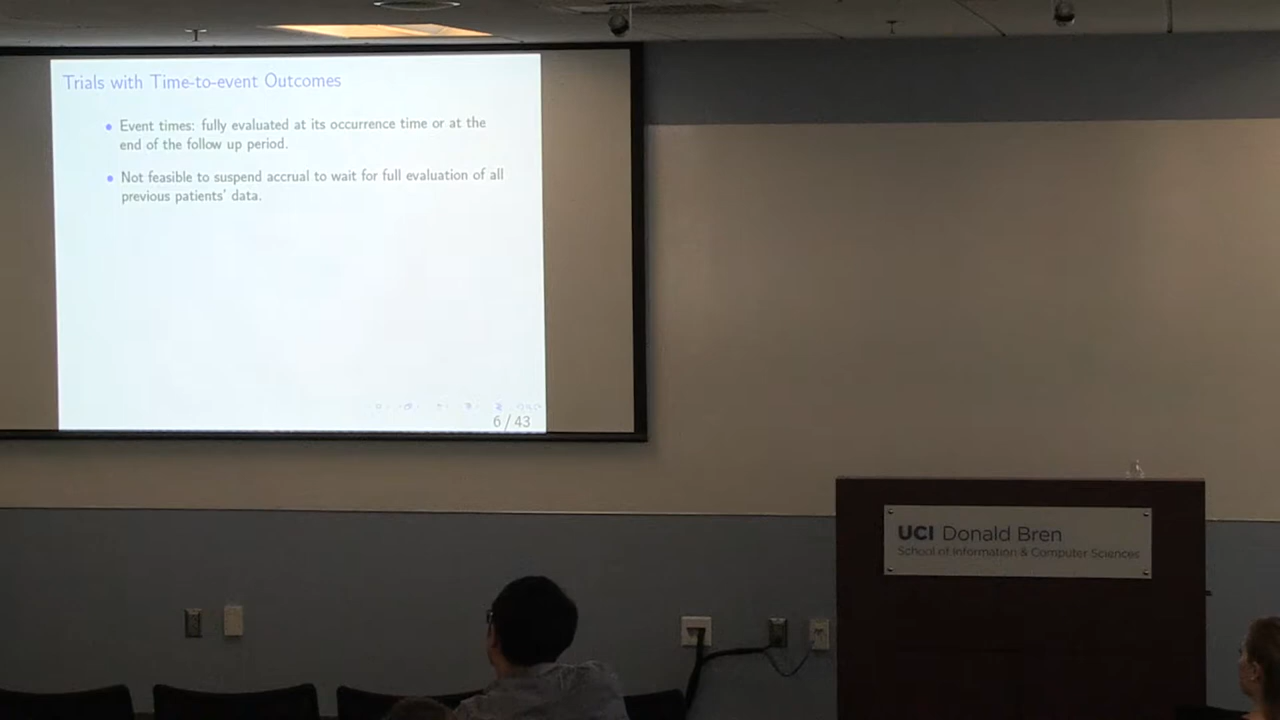 Trials with Time-to-event Outcomes
Event times: fully evaluated at its occurrence time or at the
end of the follow up period.
Not feasible to suspend accrual to wait for full evaluation of all
previous patients' data.
6 / 43
UCI Donald Bren
School of Information & Computer Sciences